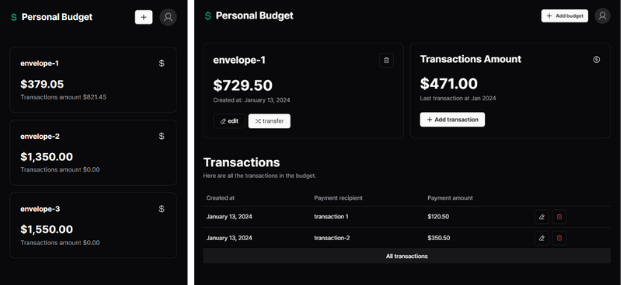 $ Personal Budget
+
envelope-1 $
$379.05
Transactions amount $821.45
envelope-2 $
$1,350.00
Transactions amount $0.00
envelope-3 $
$1,550.00
Transactions amount $0.00
$ Personal Budget
+ Add budget
envelope-1
$729.50
Created at: January 13, 2024
edit
transfer
Transactions Amount
$471.00
Last transaction at Jan 2024
+ Add transaction
Transactions
Here are all the transactions in the budget.
Created at Payment recipient Payment amount
January 13, 2024 transaction 1 $120.50
January 13, 2024 transaction-2 $350.50
All transactions